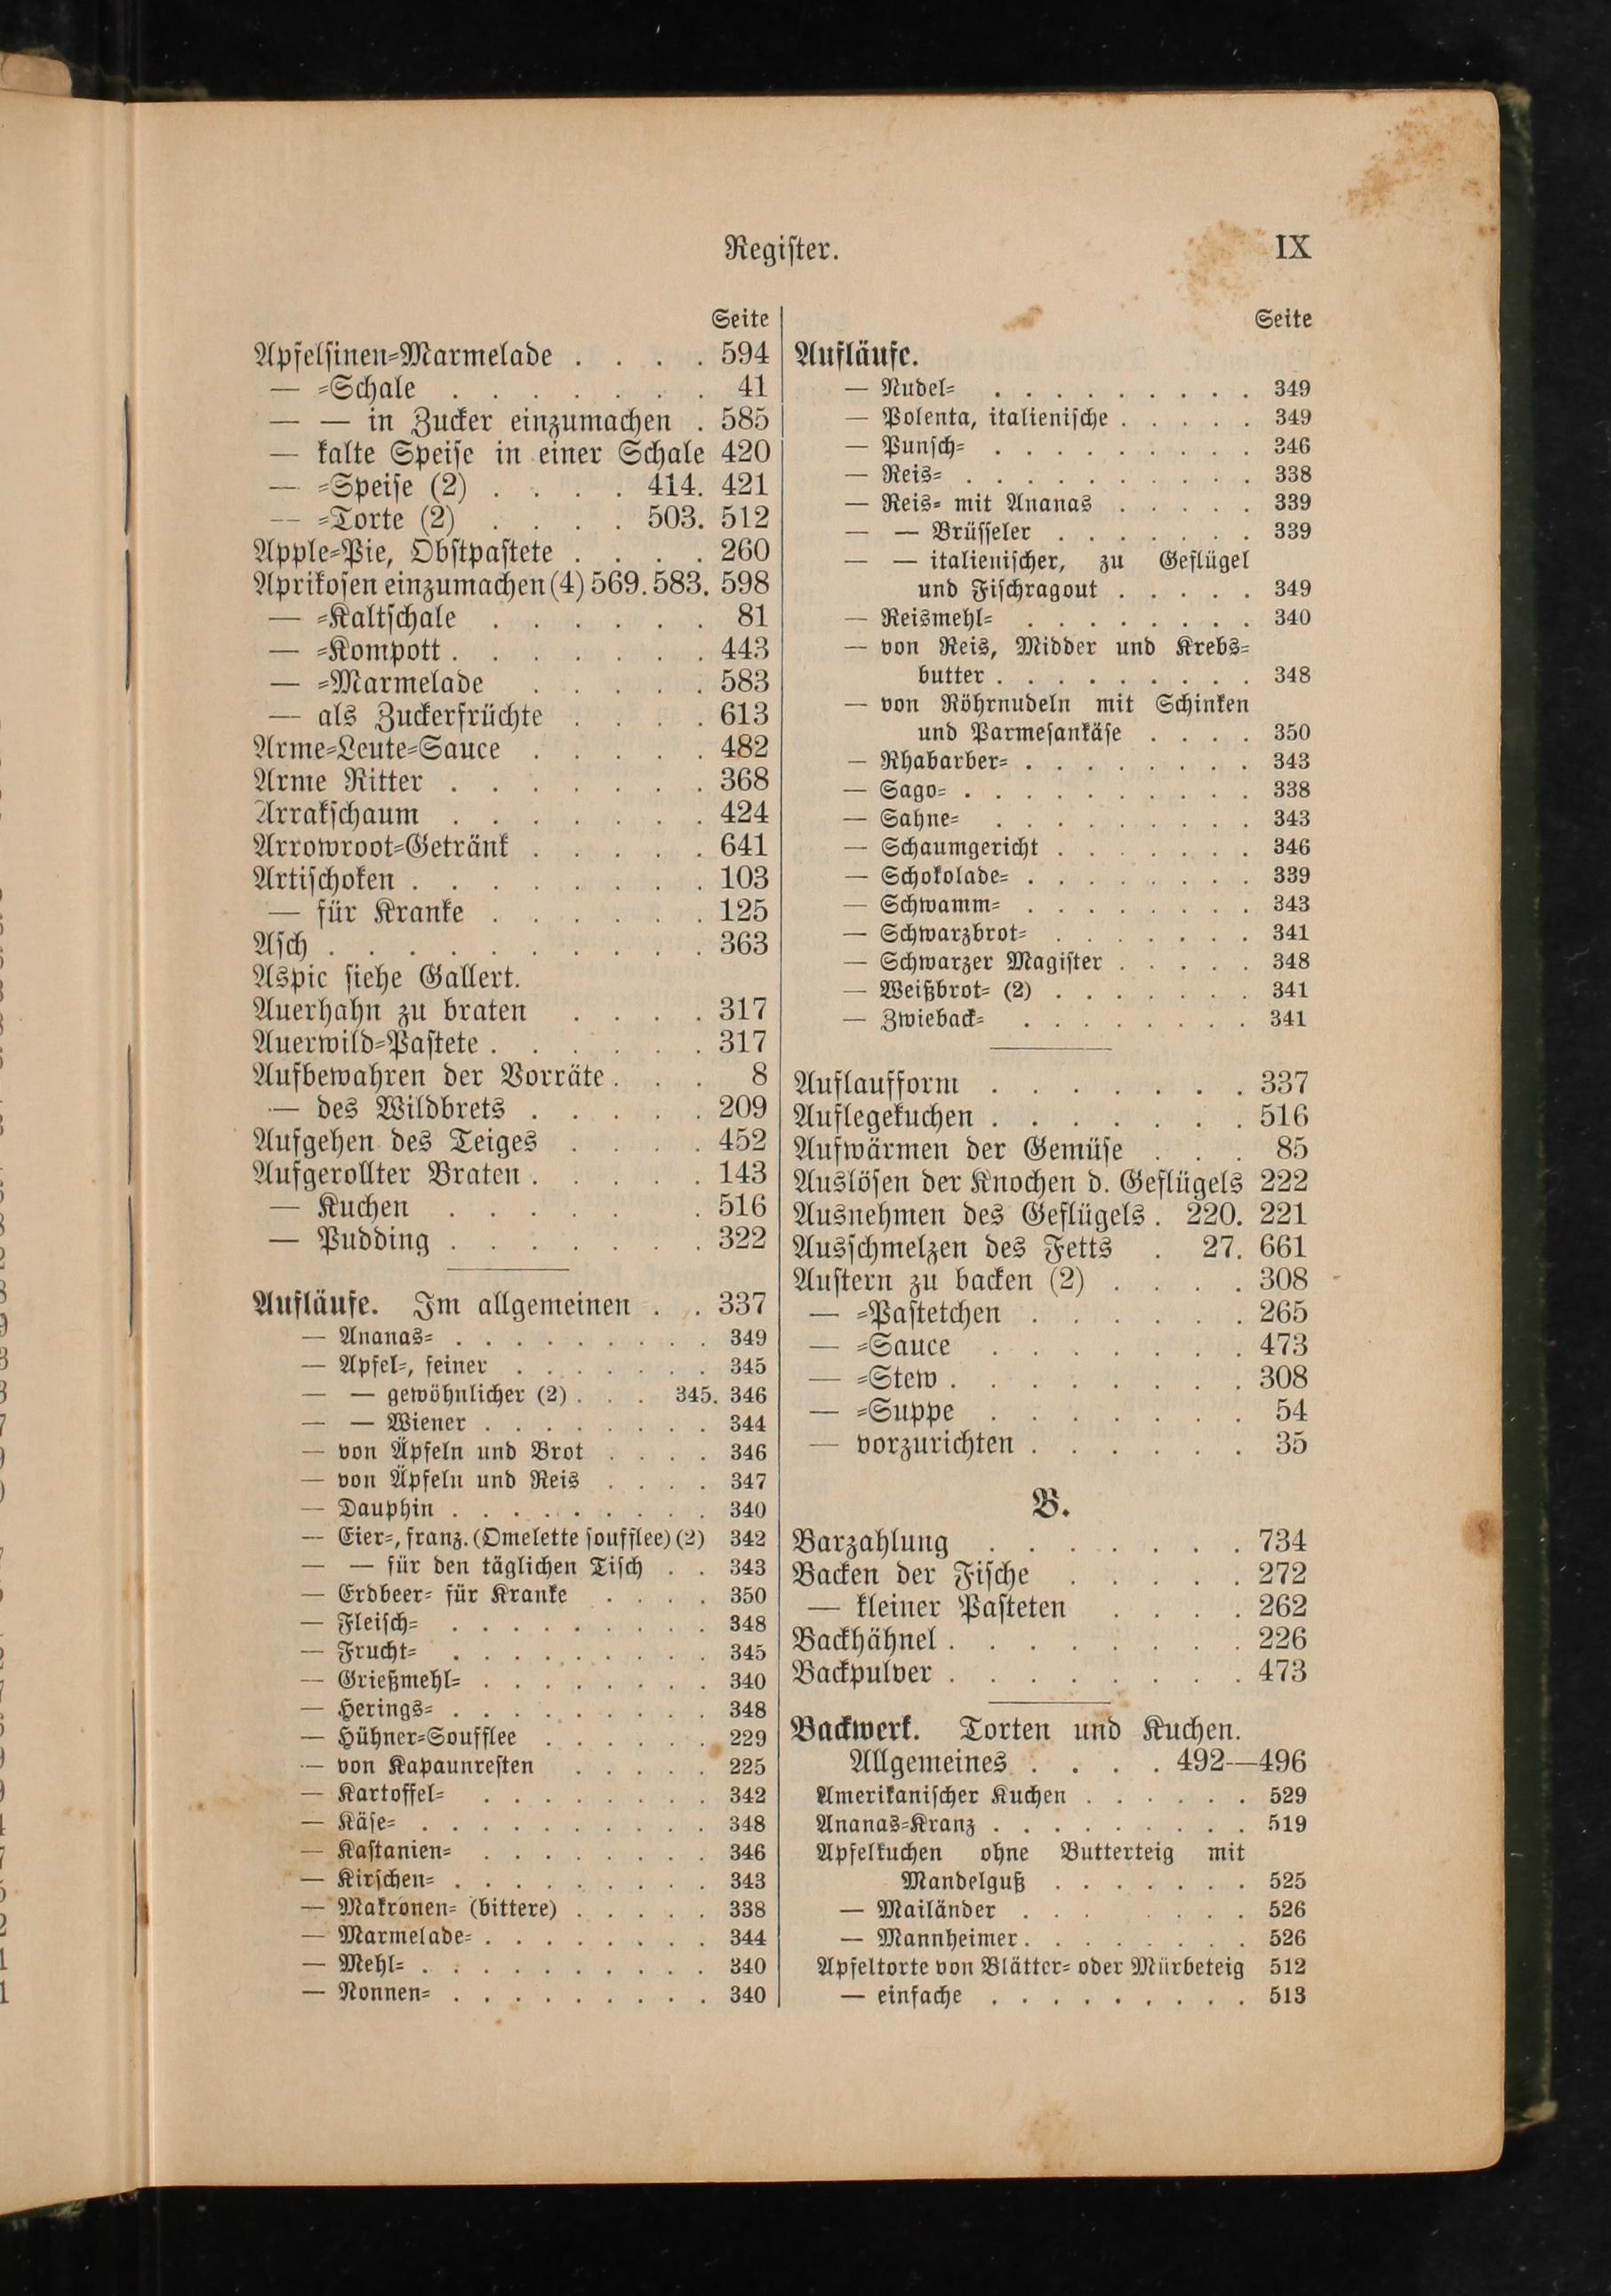 Register.
IX
Seite
Apfelsinen-Marmelade . . . . 594
— -Schale . . . . . . . 41
— — in Zucker einzumachen . 585
— kalte Speise in einer Schale 420
— -Speise (2) . . . . 414. 421
— -Torte (2) . . . . 503. 512
Apple-Pie, Obstpastete . . . . 260
Aprikosen einzumachen (4) 569. 583. 598
— -Kaltschale . . . . . . 81
— -Kompott . . . . . . . 443
— -Marmelade . . . . . 583
— als Zuckerfrüchte . . . . 613
Arme-Leute-Sauce . . . . . 482
Arme Ritter . . . . . . . 368
Arrakschaum . . . . . . . 424
Arrowroot-Getränk . . . . . 641
Artischoken . . . . . . . . 103
— für Kranke . . . . . . 125
Asch . . . . . . . . . . 363
Aspic siehe Gallert.
Auerhahn zu braten . . . . 317
Auerwild-Pastete . . . . . . 317
Aufbewahren der Vorräte . . . 8
— des Wildbrets . . . . . 209
Aufgehen des Teiges . . . . 452
Aufgerollter Braten . . . . . 143
— Kuchen . . . . . . 516
— Pudding . . . . . . . 322
Aufläufe. Im allgemeinen . . 337
— Ananas- . . . . . . . . . 349
— Apfel-, feiner . . . . . . . 345
— — gewöhnlicher (2) . . . 345. 346
— — Wiener . . . . . . . . 344
— von Äpfeln und Brot . . . . 346
— von Äpfeln und Reis . . . . 347
— Dauphin . . . . . . . . . 340
— Eier-, franz. (Omelette soufflee) (2) 342
— — für den täglichen Tisch . . 343
— Erdbeer- für Kranke . . . . 350
— Fleisch- . . . . . . . . . 348
— Frucht- . . . . . . . . . 345
— Grießmehl- . . . . . . . . 340
— Herings- . . . . . . . . . 348
— Hühner-Soufflee . . . . . . 229
— von Kapaunresten . . . . . 225
— Kartoffel- . . . . . . . . 342
— Käse- . . . . . . . . . . 348
— Kastanien- . . . . . . . . 346
— Kirschen- . . . . . . . . . 343
— Makronen- (bittere) . . . . . 338
— Marmelade- . . . . . . . . 344
— Mehl- . . . . . . . . . . 340
— Nonnen- . . . . . . . . . 340
Seite
Aufläufe.
— Nudel- . . . . . . . . . 349
— Polenta, italienische . . . . . 349
— Punsch- . . . . . . . . . 346
— Reis- . . . . . . . . . . 338
— Reis- mit Ananas . . . . . 339
— — Brüsseler . . . . . . . 339
— — italienischer, zu Geflügel
und Fischragout . . . . . 349
— Reismehl- . . . . . . . . 340
— von Reis, Midder und Krebs-
butter . . . . . . . . . 348
— von Röhrnudeln mit Schinken
und Parmesankäse . . . . 350
— Rhabarber- . . . . . . . . 343
— Sago- . . . . . . . . . . 338
— Sahne- . . . . . . . . . 343
— Schaumgericht . . . . . . . 346
— Schokolade- . . . . . . . . 339
— Schwamm- . . . . . . . . 343
— Schwarzbrot- . . . . . . . 341
— Schwarzer Magister . . . . . 348
— Weißbrot- (2) . . . . . . . 341
— Zwieback- . . . . . . . . 341
Auflaufform . . . . . . . 337
Auflegekuchen . . . . . . . 516
Aufwärmen der Gemüse . . . 85
Auslösen der Knochen d. Geflügels 222
Ausnehmen des Geflügels . 220. 221
Ausschmelzen des Fetts . 27. 661
Austern zu backen (2) . . . . 308
— -Pastetchen . . . . . . 265
— -Sauce . . . . . . . 473
— -Stew . . . . . . . . 308
— -Suppe . . . . . . . 54
— vorzurichten . . . . . . 35
B.
Barzahlung . . . . . . . 734
Backen der Fische . . . . . 272
— kleiner Pasteten . . . . 262
Backhähnel . . . . . . . . 226
Backpulver . . . . . . . . 473
Backwerk. Torten und Kuchen.
Allgemeines . . . . 492—496
Amerikanischer Kuchen . . . . . . 529
Ananas-Kranz . . . . . . . . . 519
Apfelkuchen ohne Butterteig mit
Mandelguß . . . . . . . 525
— Mailänder . . . . . . . 526
— Mannheimer . . . . . . . . 526
Apfeltorte von Blätter- oder Mürbeteig 512
— einfache . . . . . . . . . 513